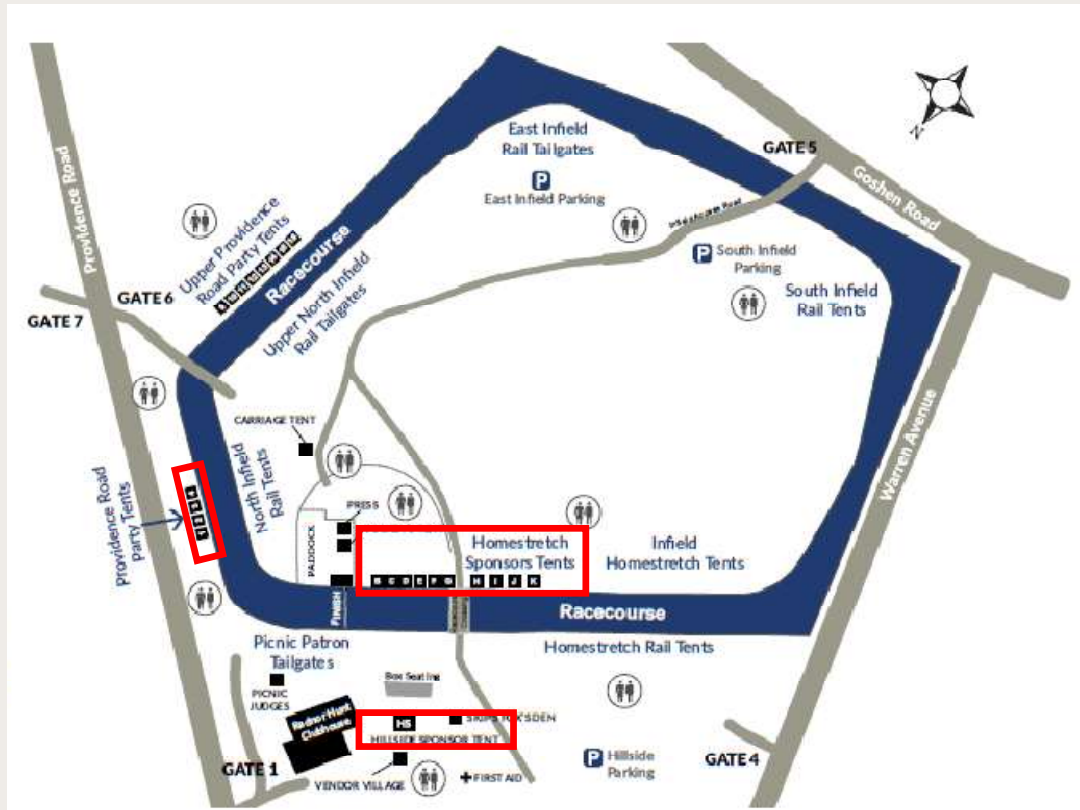 N
East Infield
Rail Tailgates
GATE 5
P
East Infield Parking
Goshen Road
Providence Road
Upper Providence
Road Party Tents
Racecourse
Upper North Infield
Rail Tailgates
P South Infield
Parking
South Infield
Rail Tents
GATE 6
GATE 7
CARRIAGE TENT
Warren Avenue
North Infield
Rail Tents
Providence Road
Party Tents
PRESS
PADDOCK
Homestretch
Sponsors Tents
Infield
Homestretch Tents
C D E F G H I J K
FINISH
Racecourse
Picnic Patron
Tailgates
Homestretch Rail Tents
Box Seating
PICNIC
JUDGES
Radnor Hunt
Clubhouse
HS
HILLSIDE SPONSOR TENT
GATE 1
VENDOR VILLAGE
FIRST AID
P Hillside
Parking
GATE 4